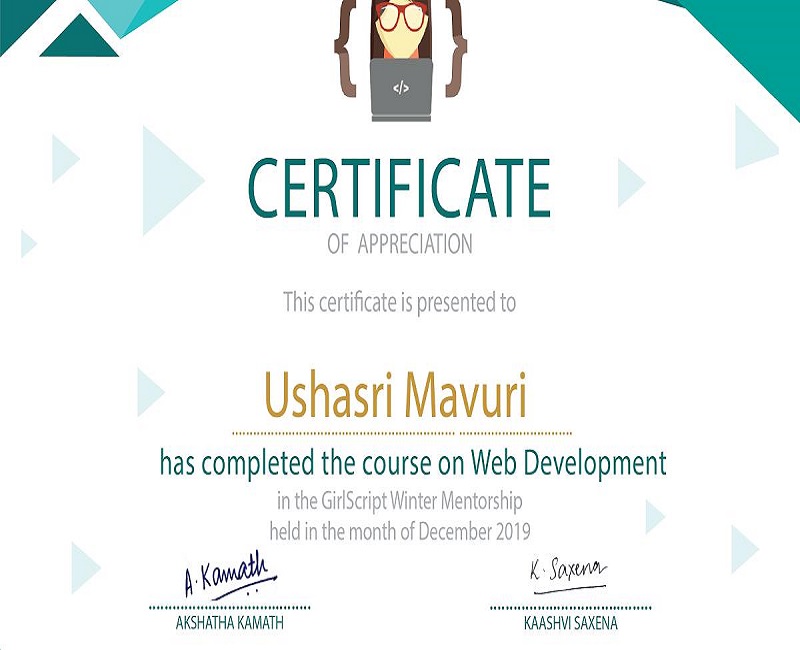 </>
CERTIFICATE
OF APPRECIATION
This certificate is presented to
Ushasri Mavuri
has completed the course on Web Development
in the GirlScript Winter Mentorship
held in the month of December 2019
A. Kamath K. Saxena
AKSHATHA KAMATH KAASHVI SAXENA